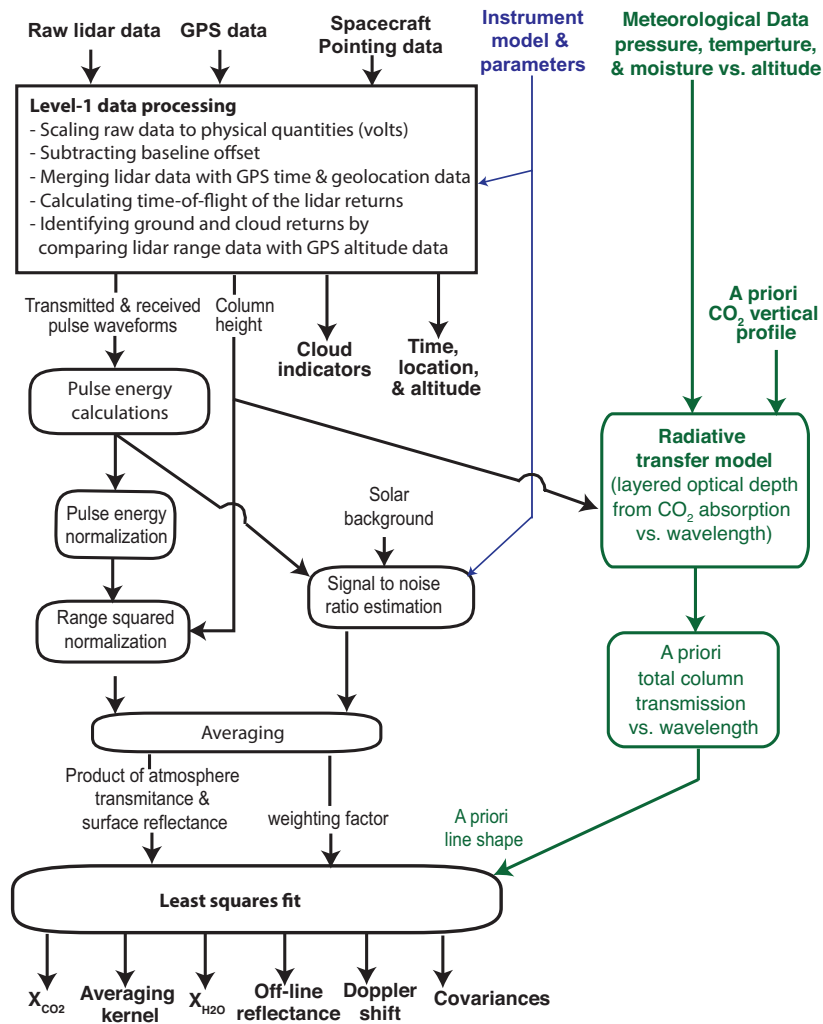 Raw lidar data
GPS data
Spacecraft
Pointing data
Instrument
model &
parameters
Meteorological Data
pressure, temperture,
& moisture vs. altitude
Level-1 data processing
- Scaling raw data to physical quantities (volts)
- Subtracting baseline offset
- Merging lidar data with GPS time & geolocation data
- Calculating time-of-flight of the lidar returns
- Identifying ground and cloud returns by
comparing lidar range data with GPS altitude data
Transmitted & received
pulse waveforms
Column
height
Cloud
indicators
Time,
location,
& altitude
A priori
CO2 vertical
profile
Pulse energy
calculations
Radiative
transfer model
(layered optical depth
from CO2 absorption
vs. wavelength)
Pulse energy
normalization
Solar
background
Range squared
normalization
Signal to noise
ratio estimation
A priori
total column
transmission
vs. wavelength
Averaging
Product of atmosphere
transmitance &
surface reflectance
weighting factor
A priori
line shape
Least squares fit
XCO2
Averaging
kernel
XH2O
Off-line
reflectance
Doppler
shift
Covariances